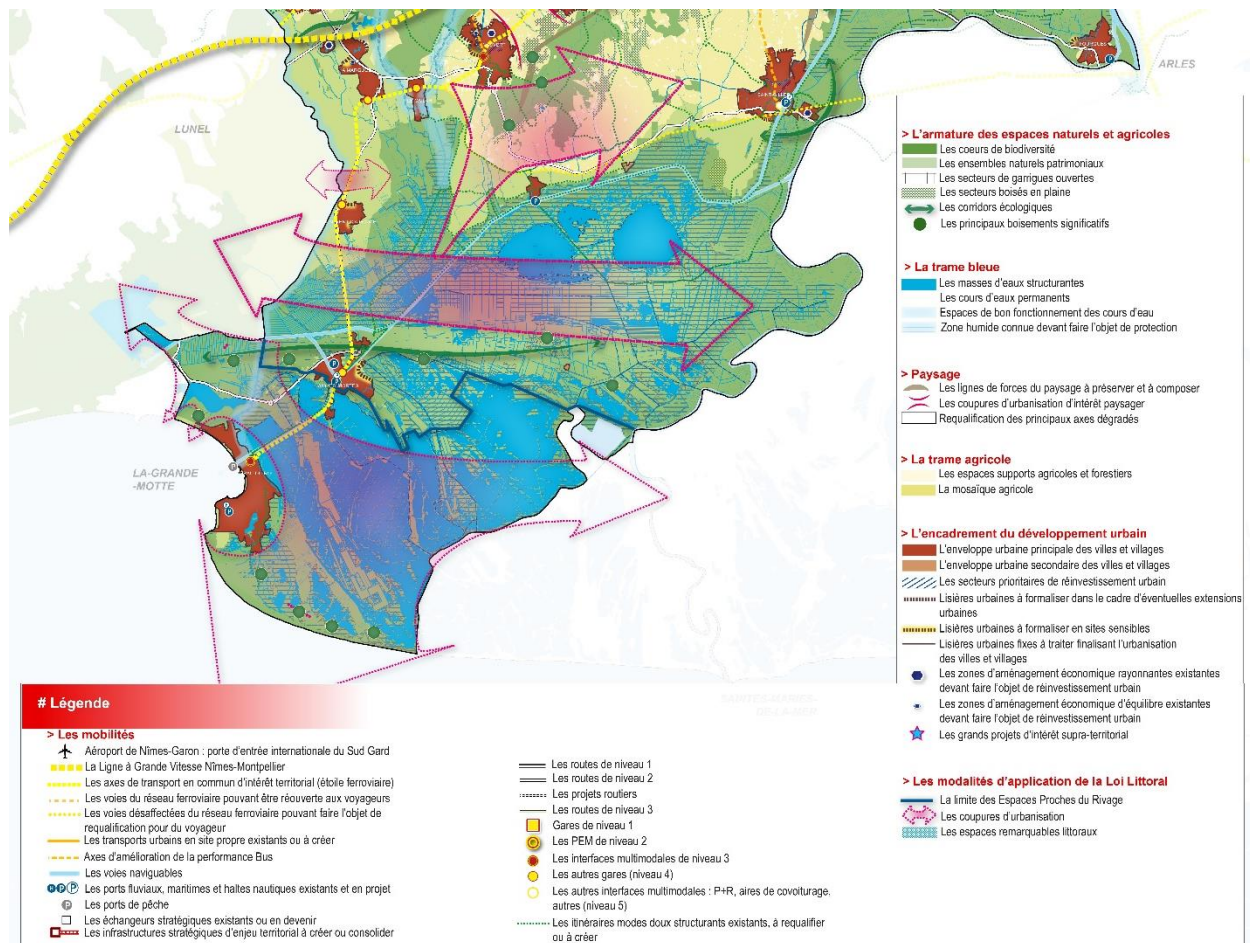 ARLES
LUNEL
LA-GRANDE
-MOTTE
> L'armature des espaces naturels et agricoles
Les coeurs de biodiversité
Les ensembles naturels patrimoniaux
Les secteurs de garrigues ouvertes
Les secteurs boisés en plaine
Les corridors écologiques
Les principaux boisements significatifs
> La trame bleue
Les masses d'eaux structurantes
Les cours d'eaux permanents
Espaces de bon fonctionnement des cours d'eau
Zone humide connue devant faire l'objet de protection
> Paysage
Les lignes de forces du paysage à préserver et à composer
Les coupures d'urbanisation d'intérêt paysager
Requalification des principaux axes dégradés
> La trame agricole
Les espaces supports agricoles et forestiers
La mosaïque agricole
> L'encadrement du développement urbain
L'enveloppe urbaine principale des villes et villages
L'enveloppe urbaine secondaire des villes et villages
Les secteurs prioritaires de réinvestissement urbain
Lisières urbaines à formaliser dans le cadre d'éventuelles extensions
urbaines
Lisières urbaines à formaliser en sites sensibles
Lisières urbaines fixes à traiter finalisant l'urbanisation
des villes et villages
Les zones d'aménagement économique rayonnantes existantes
devant faire l'objet de réinvestissement urbain
Les zones d'aménagement économique d'équilibre existantes
devant faire l'objet de réinvestissement urbain
Les grands projets d'intérêt supra-territorial
> Les modalités d'application de la Loi Littoral
La limite des Espaces Proches du Rivage
Les coupures d'urbanisation
Les espaces remarquables littoraux
# Légende
> Les mobilités
Aéroport de Nîmes-Garon : porte d'entrée internationale du Sud Gard
La Ligne à Grande Vitesse Nîmes-Montpellier
Les axes de transport en commun d'intérêt territorial (étoile ferroviaire)
Les voies du réseau ferroviaire pouvant être réouverte aux voyageurs
Les voies désaffectées du réseau ferroviaire pouvant faire l'objet de
requalification pour du voyageur
Les transports urbains en site propre existants ou à créer
Axes d'amélioration de la performance Bus
Les voies naviguables
Les ports fluviaux, maritimes et haltes nautiques existants et en projet
Les ports de pêche
Les échangeurs stratégiques existants ou en devenir
Les infrastructures stratégiques d'enjeu territorial à créer ou consolider
Les routes de niveau 1
Les routes de niveau 2
Les projets routiers
Les routes de niveau 3
Gares de niveau 1
Les PEM de niveau 2
Les interfaces multimodales de niveau 3
Les autres gares (niveau 4)
Les autres interfaces multimodales : P+R, aires de covoiturage.
autres (niveau 5)
Les itinéraires modes doux structurants existants, à requalifier
ou à créer